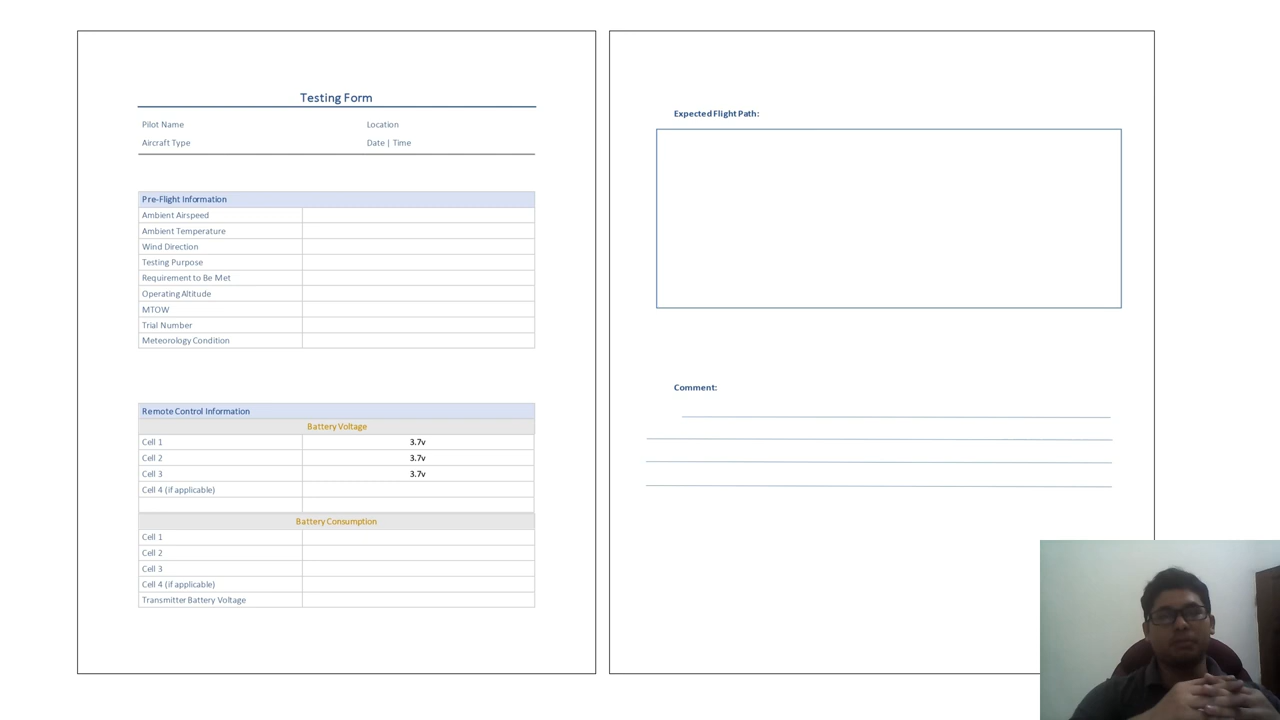 Testing Form
Pilot Name Location
Aircraft Type Date | Time
Pre-Flight Information
Ambient Airspeed
Ambient Temperature
Wind Direction
Testing Purpose
Requirement to Be Met
Operating Altitude
MTOW
Trial Number
Meteorology Condition
Remote Control Information
Battery Voltage
Cell 1 3.7v
Cell 2 3.7v
Cell 3 3.7v
Cell 4 (if applicable)
Battery Consumption
Cell 1
Cell 2
Cell 3
Cell 4 (if applicable)
Transmitter Battery Voltage
Expected Flight Path:
Comment: